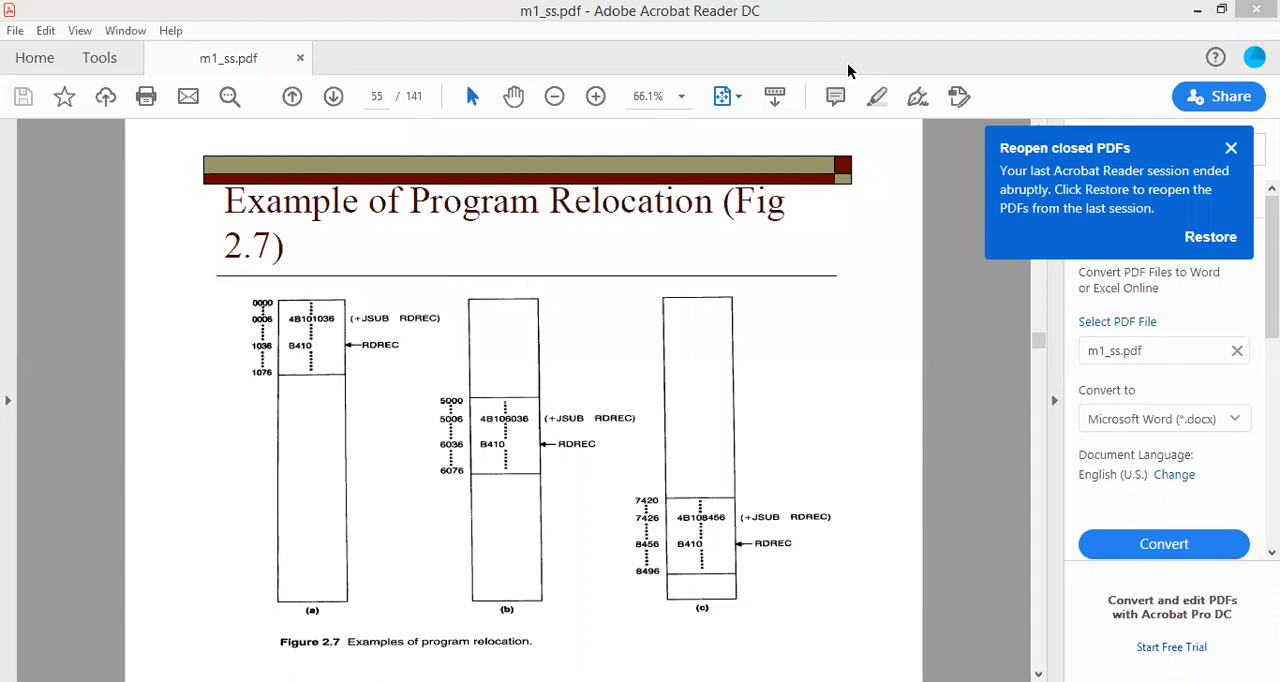 m1_ss.pdf - Adobe Acrobat Reader DC
File Edit View Window Help
Home Tools m1_ss.pdf
55 / 141 66.1% Share
Reopen closed PDFs
Your last Acrobat Reader session ended
abruptly. Click Restore to reopen the
PDFs from the last session.
Restore
Example of Program Relocation (Fig
2.7)
0000
0006 4B101036 (+JSUB RDREC)
1036 B410 RDREC
1076
5000
5006 4B106036 (+JSUB RDREC)
6036 B410 RDREC
6076
7420
7426 4B108456 (+JSUB RDREC)
8456 B410 RDREC
8496
(a) (b) (c)
Figure 2.7 Examples of program relocation.
Convert PDF Files to Word
or Excel Online
Select PDF File
m1_ss.pdf
Convert to
Microsoft Word (*.docx)
Document Language:
English (U.S.) Change
Convert
Convert and edit PDFs
with Acrobat Pro DC
Start Free Trial